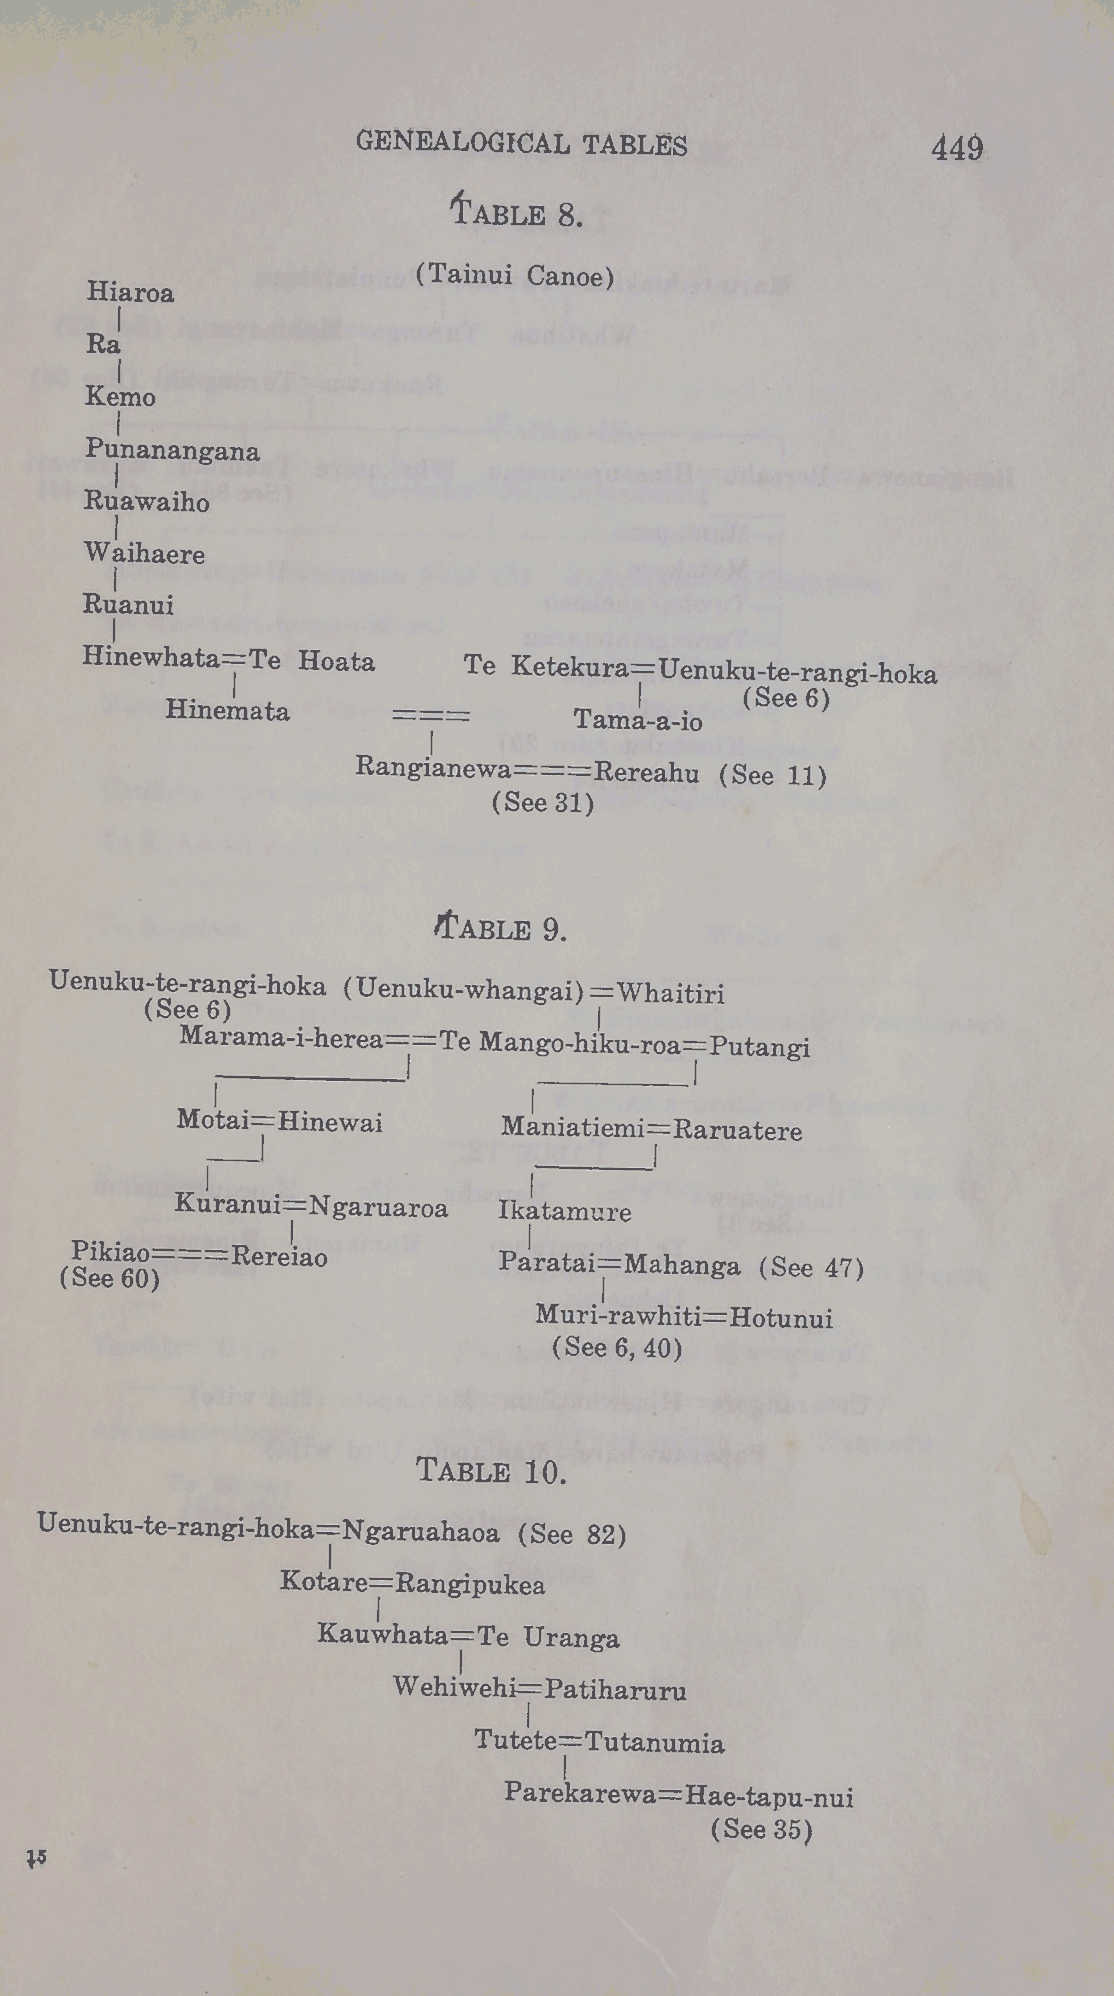 GENEALOGICAL TABLES 449
TABLE 8.
(Tainui Canoe)
Hiaroa
Ra
Kemo
Punanangana
Ruawaiho
Waihaere
Ruanui
Hinewhata=Te Hoata Te Ketekura=Uenuku-te-rangi-hoka
(See 6)
Hinemata === Tama-a-io
Rangianewa===Rereahu (See 11)
(See 31)
TABLE 9.
Uenuku-te-rangi-hoka (Uenuku-whangai)=Whaitiri
(See 6)
Marama-i-herea==Te Mango-hiku-roa=Putangi
Motai=Hinewai Maniatiemi=Raruatere
Kuranui=Ngaruaroa Ikatamure
Pikiao===Rereiao Paratai=Mahanga (See 47)
(See 60)
Muri-rawhiti=Hotunui
(See 6, 40)
TABLE 10.
Uenuku-te-rangi-hoka=Ngaruahaoa (See 82)
Kotare=Rangipukea
Kauwhata=Te Uranga
Wehiwehi=Patiharuru
Tutete=Tutanumia
Parekarewa=Hae-tapu-nui
(See 35)
15